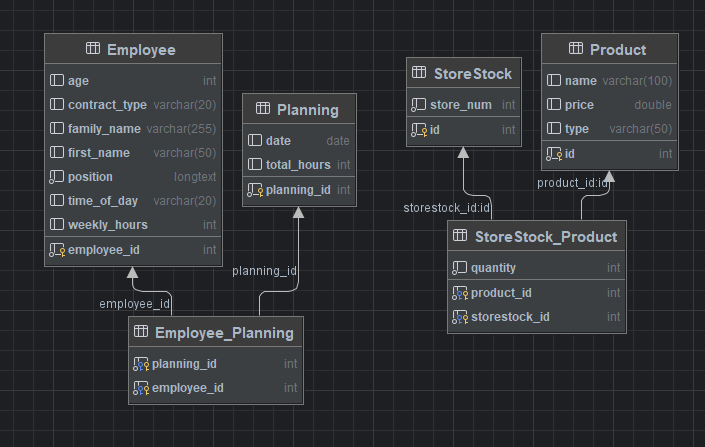 Employee
age int
contract_type varchar(20)
family_name varchar(255)
first_name varchar(50)
position longtext
time_of_day varchar(20)
weekly_hours int
employee_id int
Planning
date date
total_hours int
planning_id int
StoreStock
store_num int
id int
Product
name varchar(100)
price double
type varchar(50)
id int
employee_id
planning_id
storestock_id:id
product_id:id
Employee_Planning
planning_id int
employee_id int
StoreStock_Product
quantity int
product_id int
storestock_id int